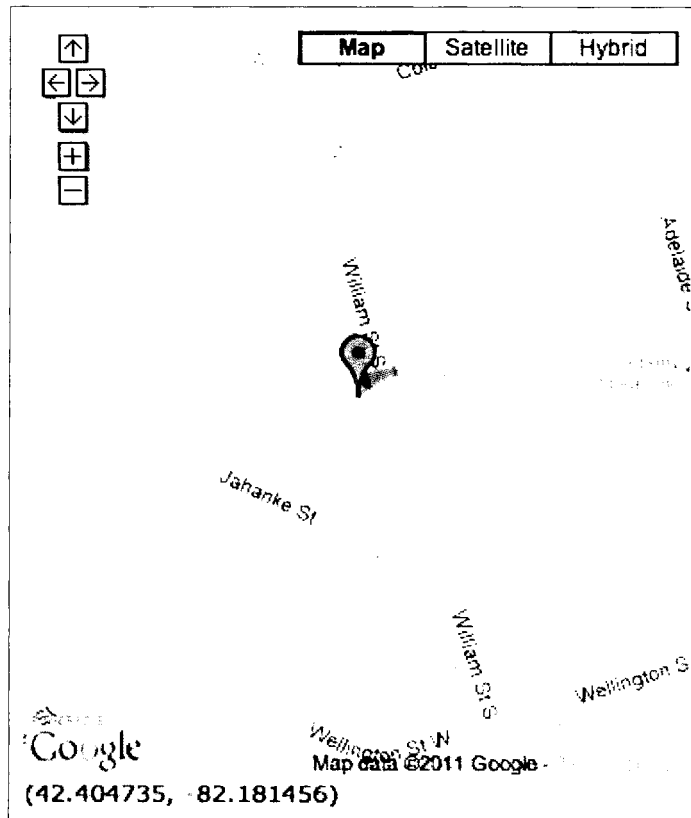 ↑
← →
↓
+
−
Map Satellite Hybrid
William St S
Jahanke St
William St S
Wellington S
Wellington St W
Google
Map data ©2011 Google -
(42.404735, -82.181456)